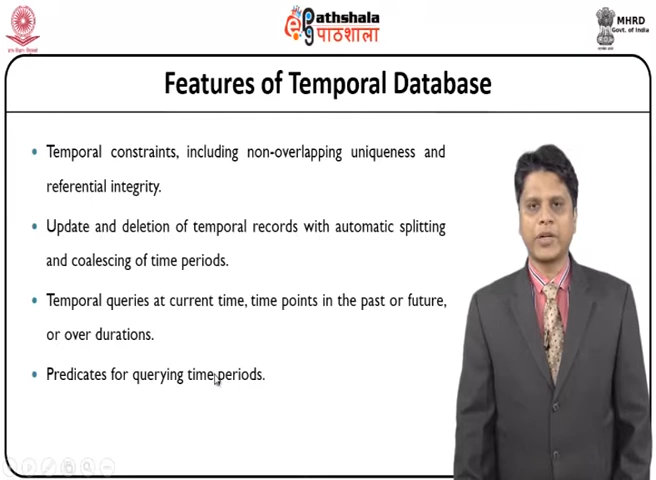 ePathshala
पाठशाला
MHRD
Govt. of India
Features of Temporal Database
• Temporal constraints, including non-overlapping uniqueness and
referential integrity.
• Update and deletion of temporal records with automatic splitting
and coalescing of time periods.
• Temporal queries at current time, time points in the past or future,
or over durations.
• Predicates for querying time periods.